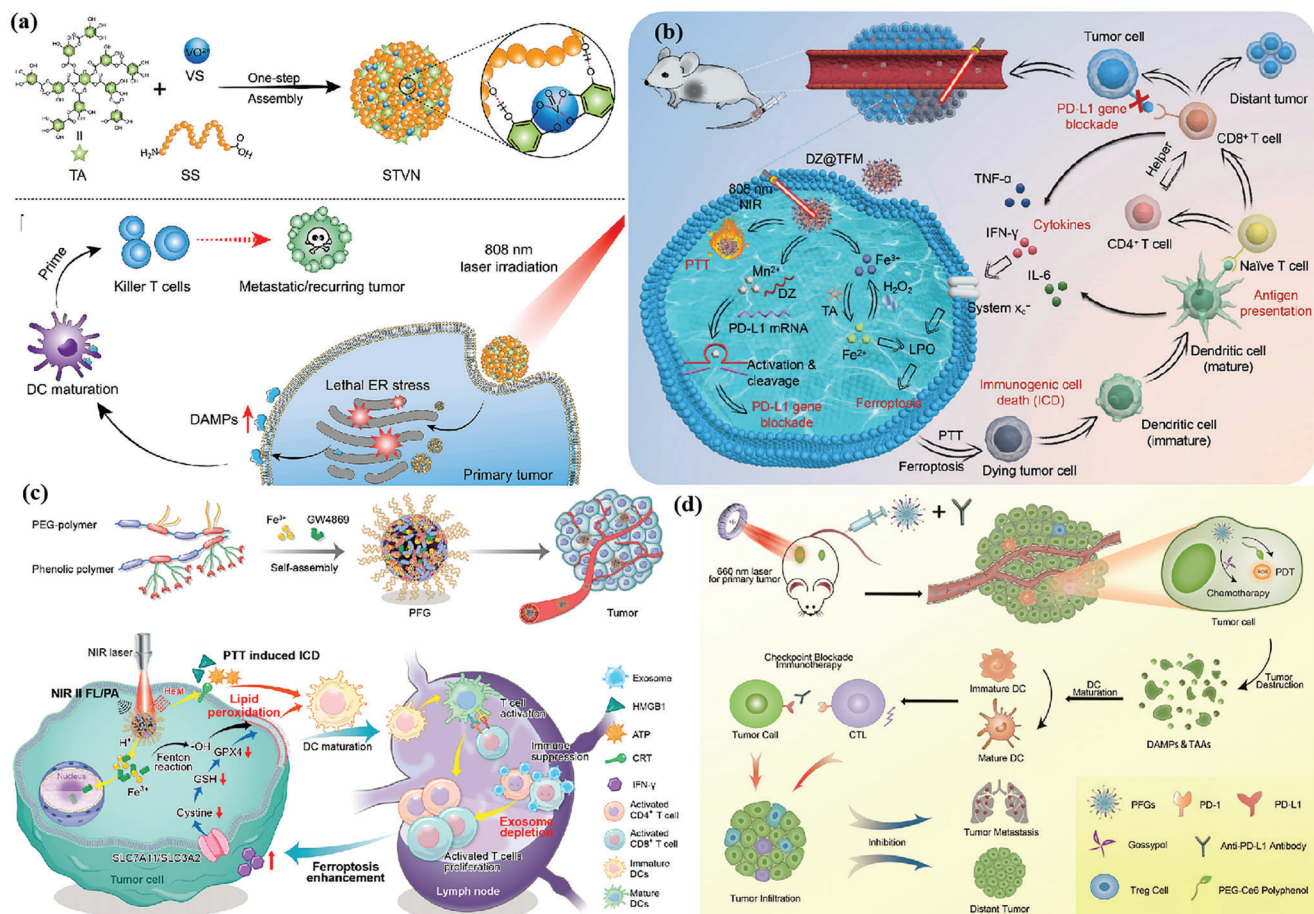 (a)
VO²⁺
VS
One-step
Assembly
H₂N
OH
TA
SS
STVN
Prime
Killer T cells
Metastatic/recurring tumor
808 nm
laser irradiation
DC maturation
DAMPs
Lethal ER stress
Primary tumor
(b)
Tumor cell
Distant tumor
PD-L1 gene
blockade
CD8⁺ T cell
DZ@TFM
TNF-α
Helper
808 nm
NIR
Cytokines
IFN-γ
CD4⁺ T cell
Naïve T cell
PTT
Mn²⁺
Fe³⁺
H₂O₂
IL-6
DZ
TA
System xc⁻
Antigen
presentation
PD-L1 mRNA
Fe²⁺
LPO
Dendritic cell
(mature)
Activation &
cleavage
Immunogenic cell
death (ICD)
PD-L1 gene
blockade
Ferroptosis
Dendritic cell
(immature)
PTT
Ferroptosis
Dying tumor cell
(c)
PEG-polymer
Phenolic polymer
Fe³⁺
GW4869
Self-assembly
PFG
Tumor
NIR laser
PTT induced ICD
NIR II FL/PA
Heat
Lipid
peroxidation
DC maturation
T cell
activation
Immune
suppression
H⁺
·OH
GPX4
Fenton
reaction
Nucleus
Fe³⁺
GSH
Cystine
SLC7A11/SLC3A2
Tumor cell
Exosome
depletion
Activated T cells
proliferation
Ferroptosis
enhancement
Lymph node
Exosome
HMGB1
ATP
CRT
IFN-γ
Activated
CD4⁺ T cell
Activated
CD8⁺ T cell
Immature
DCs
Mature
DCs
(d)
660 nm laser
for primary tumor
ROS
PDT
Chemotherapy
Tumor cell
Checkpoint Blockade
Immunotherapy
Tumor Cell
CTL
Immature DC
Mature DC
DC
Maturation
Tumor
Destruction
DAMPs & TAAs
Tumor Infiltration
Inhibition
Tumor Metastasis
Distant Tumor
PFGs
PD-1
PD-L1
Gossypol
Anti-PD-L1 Antibody
Treg Cell
PEG-Ce6 Polyphenol